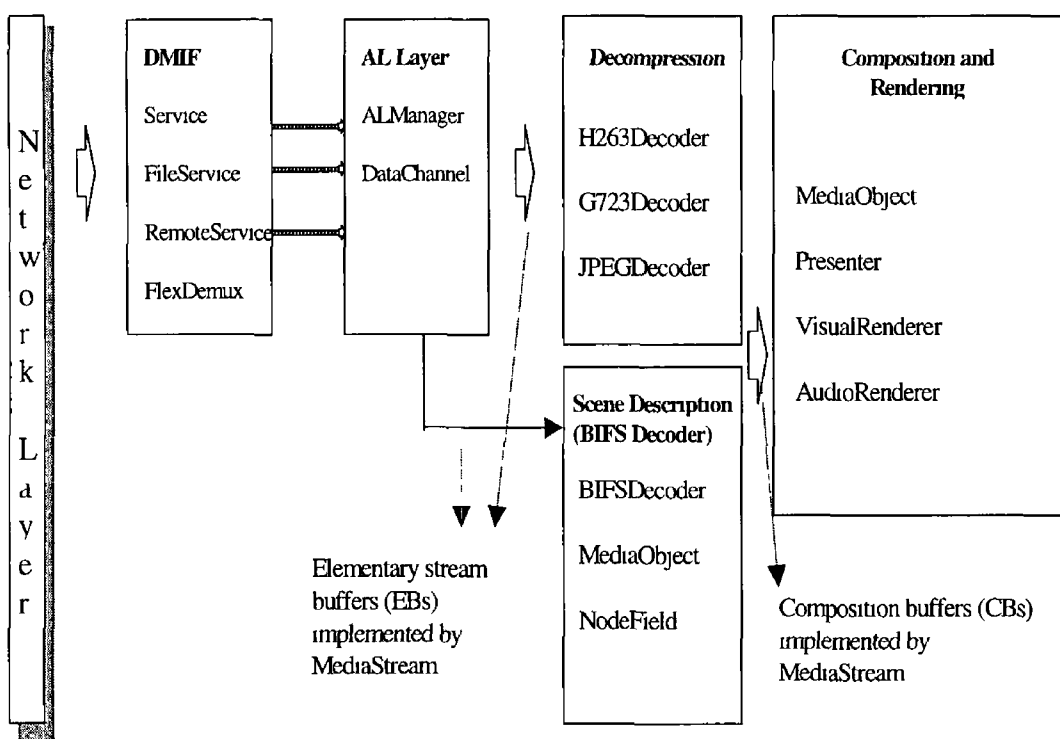 Network Layer
DMIF
Service
FileService
RemoteService
FlexDemux
AL Layer
ALManager
DataChannel
Decompression
H263Decoder
G723Decoder
JPEGDecoder
Scene Description
(BIFS Decoder)
BIFSDecoder
MediaObject
NodeField
Composition and
Rendering
MediaObject
Presenter
VisualRenderer
AudioRenderer
Elementary stream
buffers (EBs)
implemented by
MediaStream
Composition buffers (CBs)
implemented by
MediaStream